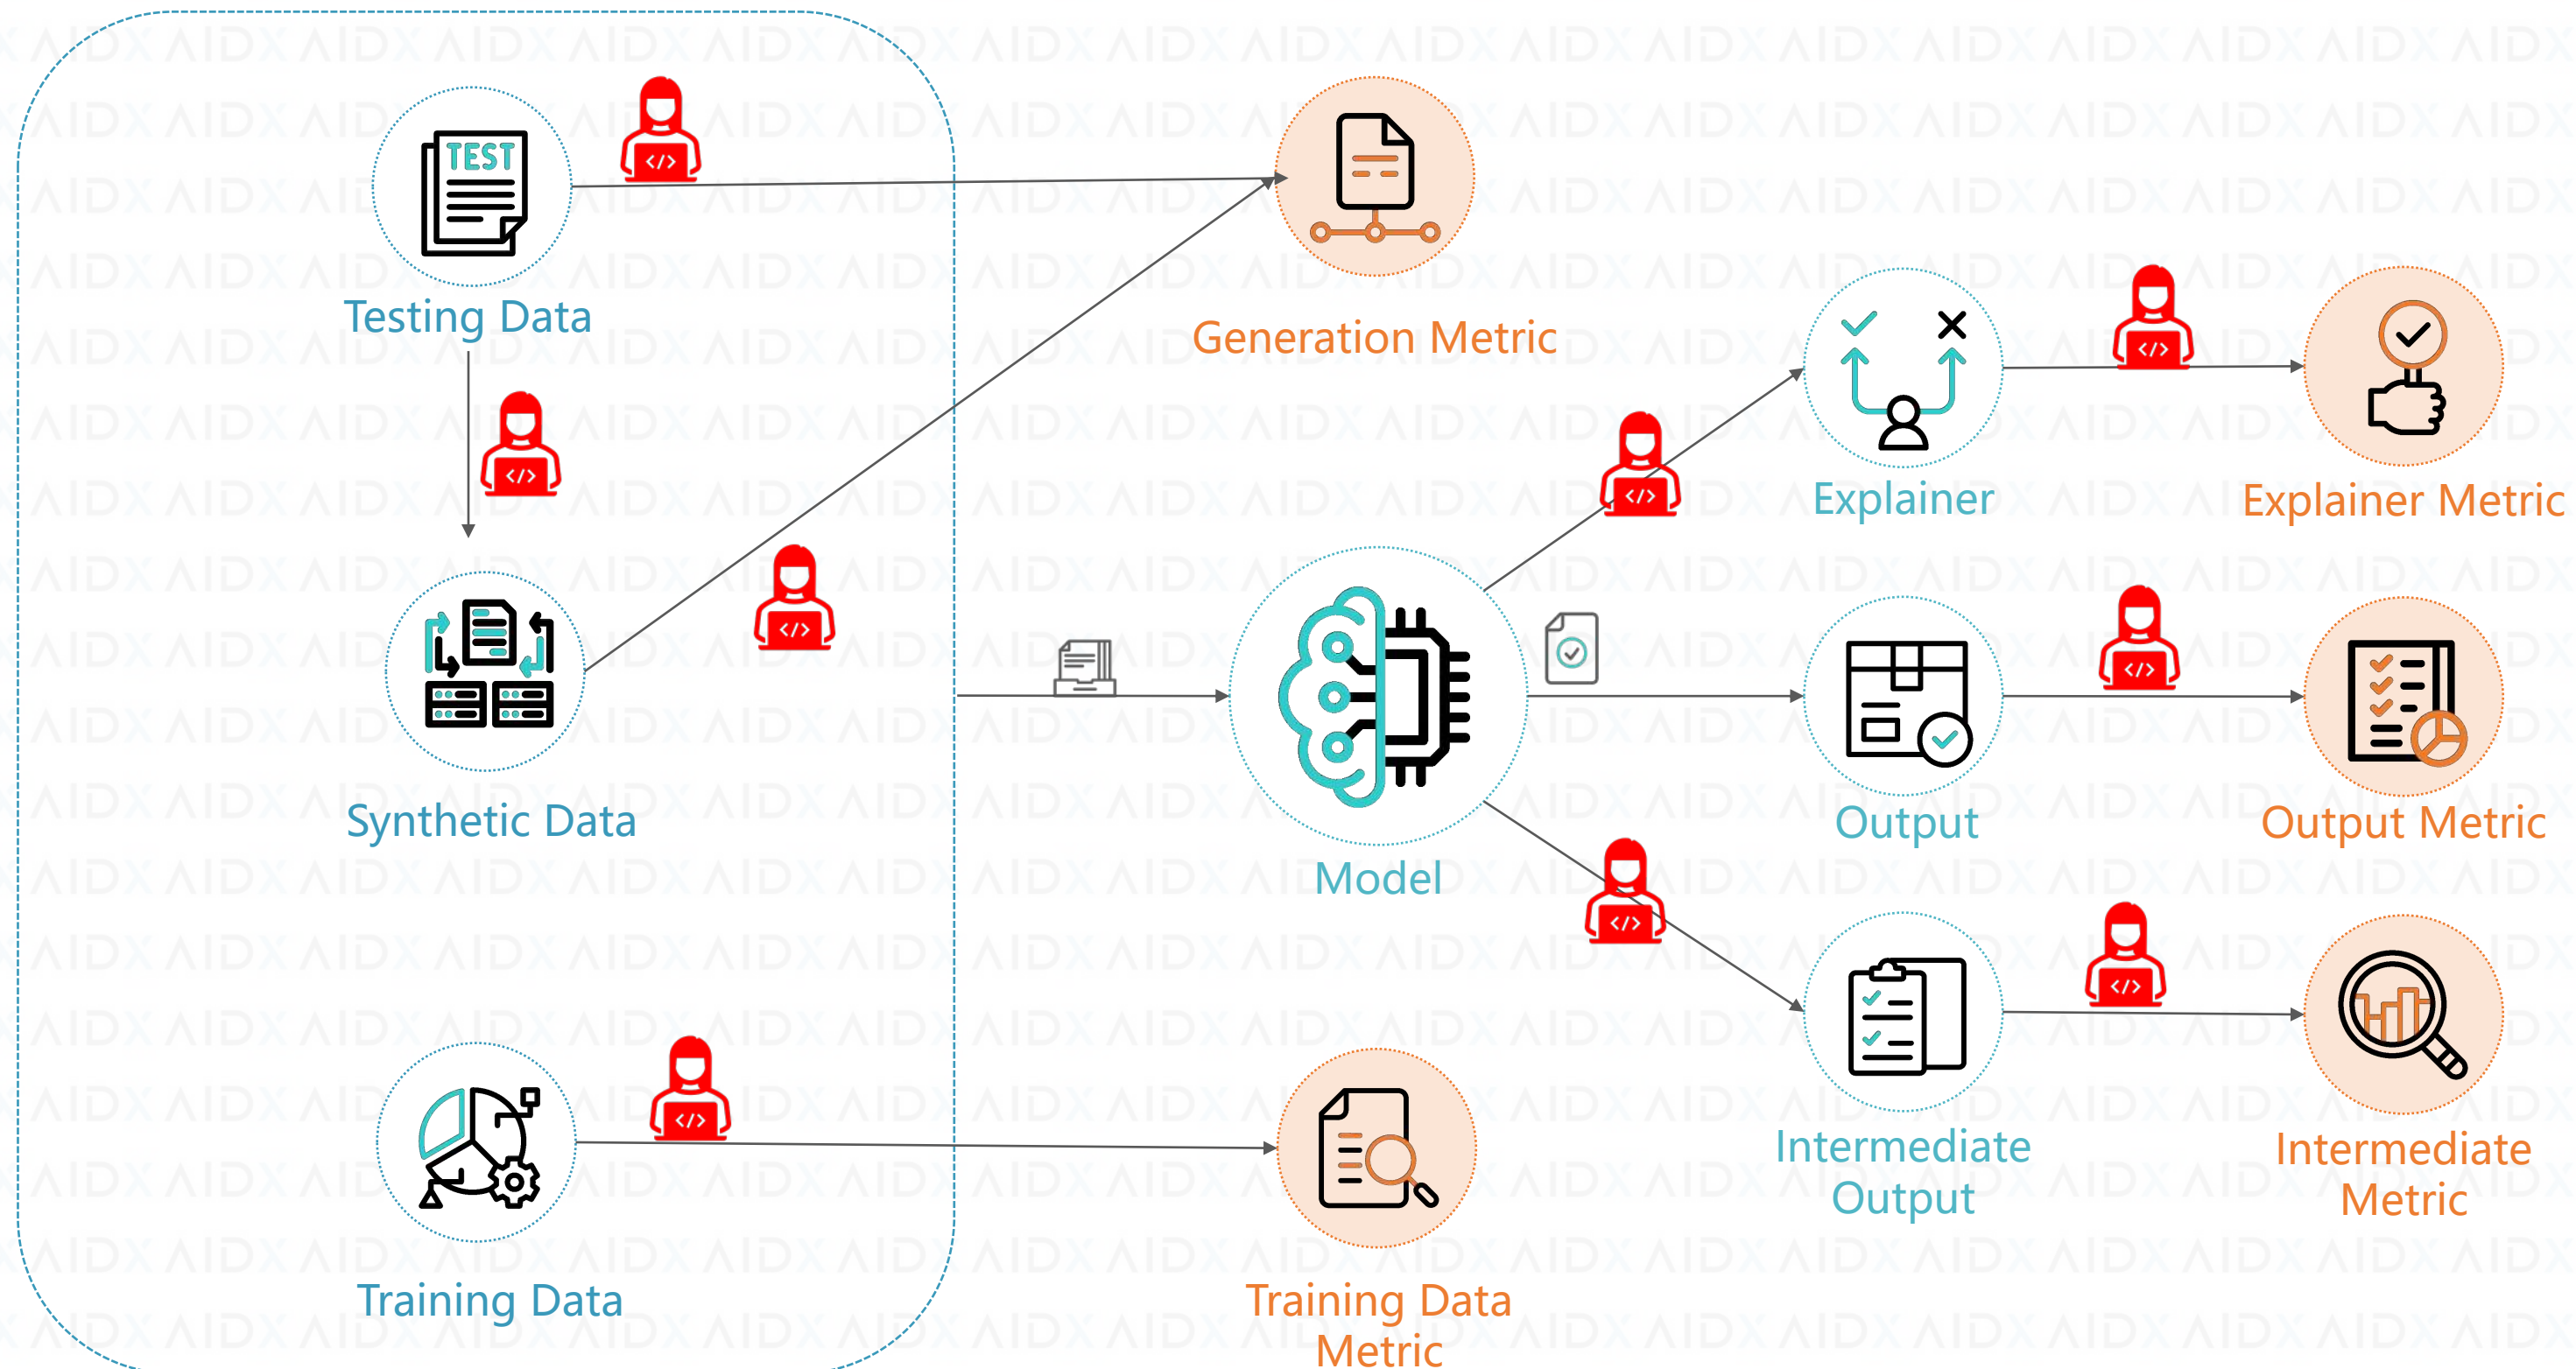 TEST
Testing Data
Generation Metric
Explainer
Explainer Metric
</>
Synthetic Data
Model
Output
Output Metric
Intermediate
Output
Intermediate
Metric
Training Data
Training Data
Metric
AIDX